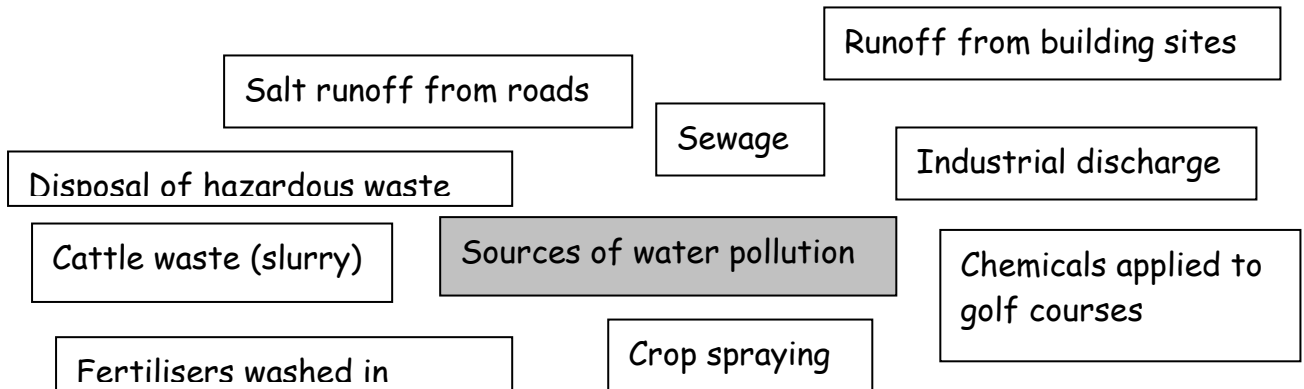 Runoff from building sites
Salt runoff from roads
Sewage
Industrial discharge
Disposal of hazardous waste
Cattle waste (slurry)
Sources of water pollution
Chemicals applied to
golf courses
Crop spraying
Fertilisers washed in